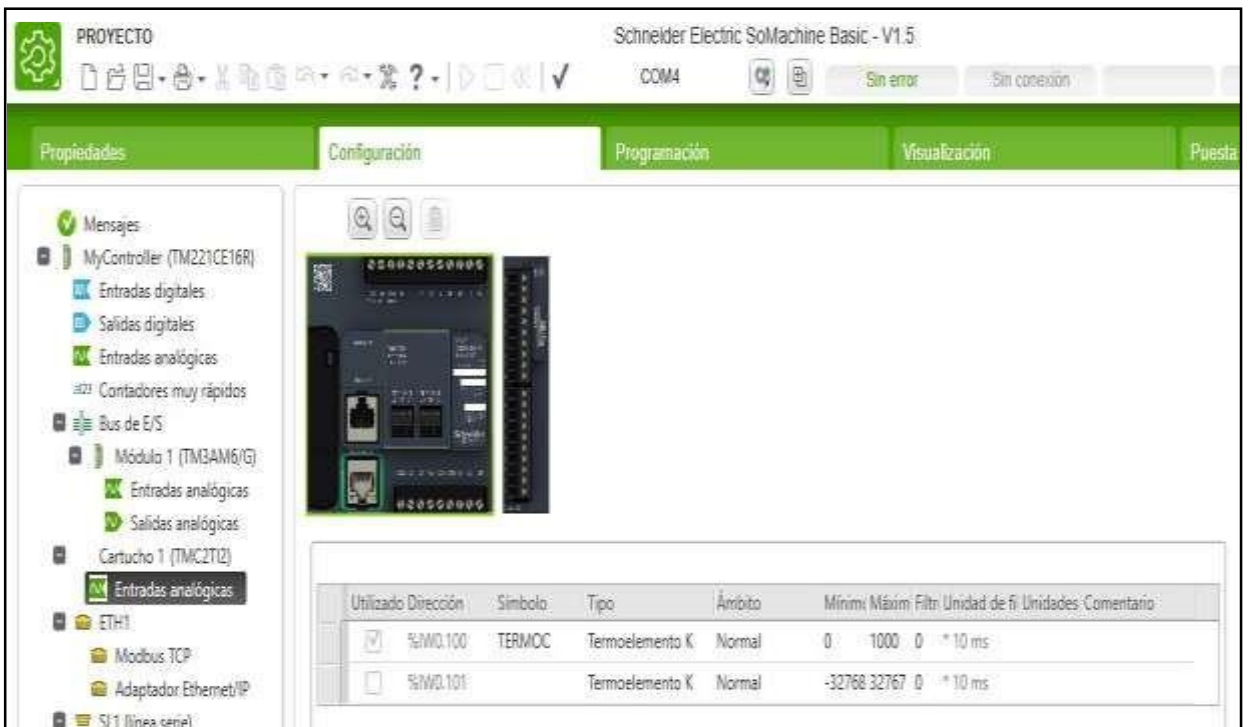 PROYECTO
Schneider Electric SoMachine Basic - V1.5
COM4
Sin error
Sin conexión
Propiedades
Configuración
Programación
Visualización
Puesta
Mensajes
MyController (TM221CE16R)
Entradas digitales
Salidas digitales
Entradas analógicas
Contadores muy rápidos
Bus de E/S
Módulo 1 (TM3AM6/G)
Entradas analógicas
Salidas analógicas
Cartucho 1 (TMC2TI2)
Entradas analógicas
ETH1
Modbus TCP
Adaptador Ethernet/IP
SL1 (línea serie)
Utilizado Dirección Símbolo Tipo Ámbito Mínimo Máxim Filtr Unidad de fi Unidades Comentario
%IW0.100 TERMOC Termoelemento K Normal 0 1000 0 * 10 ms
%IW0.101 Termoelemento K Normal -32768 32767 0 * 10 ms